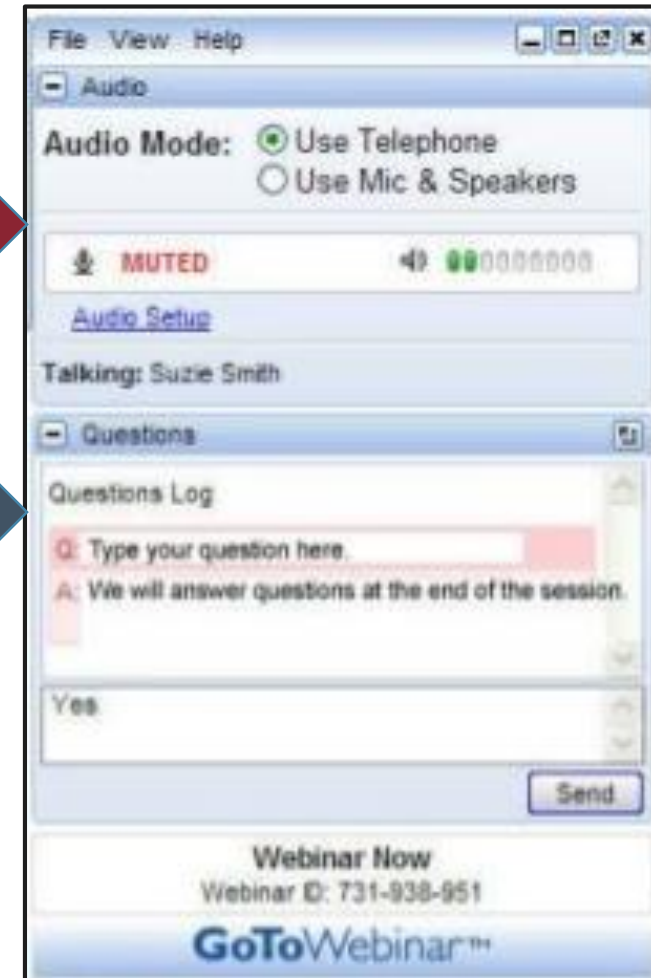 File View Help
Audio
Audio Mode: Use Telephone
Use Mic & Speakers
MUTED
Audio Setup
Talking: Suzie Smith
Questions
Questions Log
Q: Type your question here.
A: We will answer questions at the end of the session.
Yes
Send
Webinar Now
Webinar ID: 731-938-951
GoToWebinar™